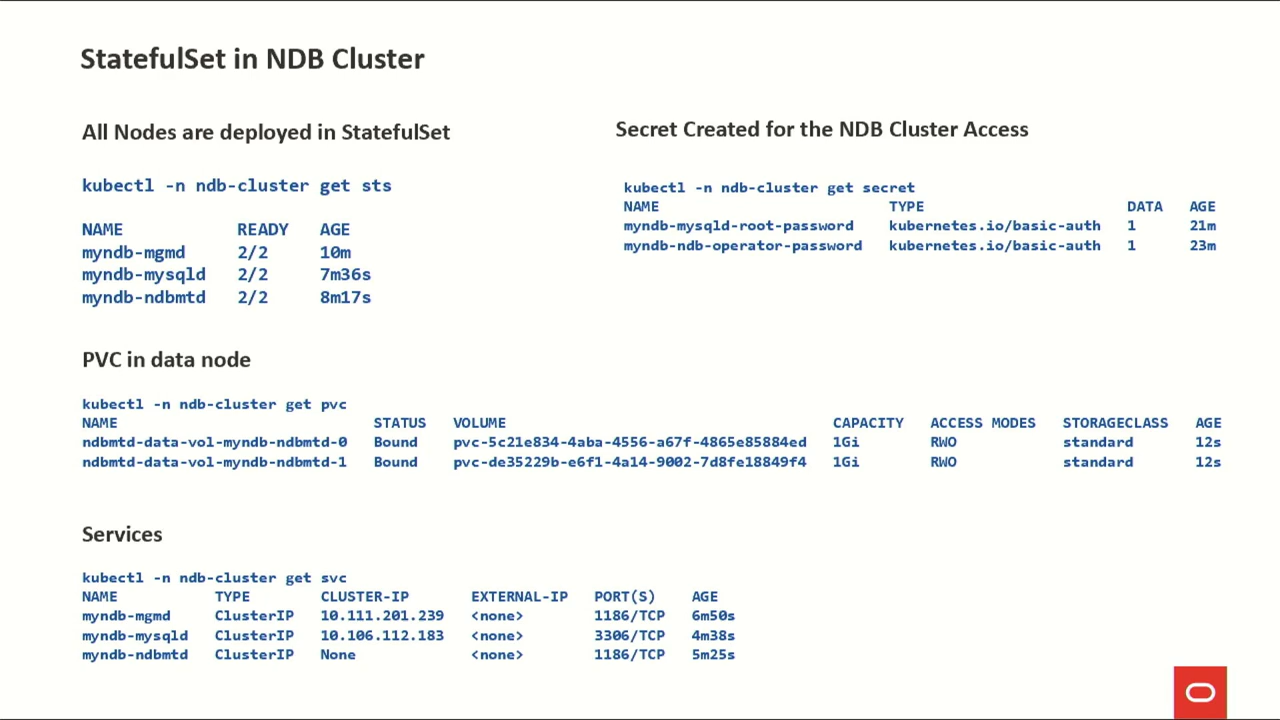 StatefulSet in NDB Cluster
All Nodes are deployed in StatefulSet
kubectl -n ndb-cluster get sts
NAME READY AGE
myndb-mgmd 2/2 10m
myndb-mysqld 2/2 7m36s
myndb-ndbmtd 2/2 8m17s
Secret Created for the NDB Cluster Access
kubectl -n ndb-cluster get secret
NAME TYPE DATA AGE
myndb-mysqld-root-password kubernetes.io/basic-auth 1 21m
myndb-ndb-operator-password kubernetes.io/basic-auth 1 23m
PVC in data node
kubectl -n ndb-cluster get pvc
NAME STATUS VOLUME CAPACITY ACCESS MODES STORAGECLASS AGE
ndbmtd-data-vol-myndb-ndbmtd-0 Bound pvc-5c21e834-4aba-4556-a67f-4865e85884ed 1Gi RWO standard 12s
ndbmtd-data-vol-myndb-ndbmtd-1 Bound pvc-de35229b-e6f1-4a14-9002-7d8fe18849f4 1Gi RWO standard 12s
Services
kubectl -n ndb-cluster get svc
NAME TYPE CLUSTER-IP EXTERNAL-IP PORT(S) AGE
myndb-mgmd ClusterIP 10.111.201.239 <none> 1186/TCP 6m50s
myndb-mysqld ClusterIP 10.106.112.183 <none> 3306/TCP 4m38s
myndb-ndbmtd ClusterIP None <none> 1186/TCP 5m25s